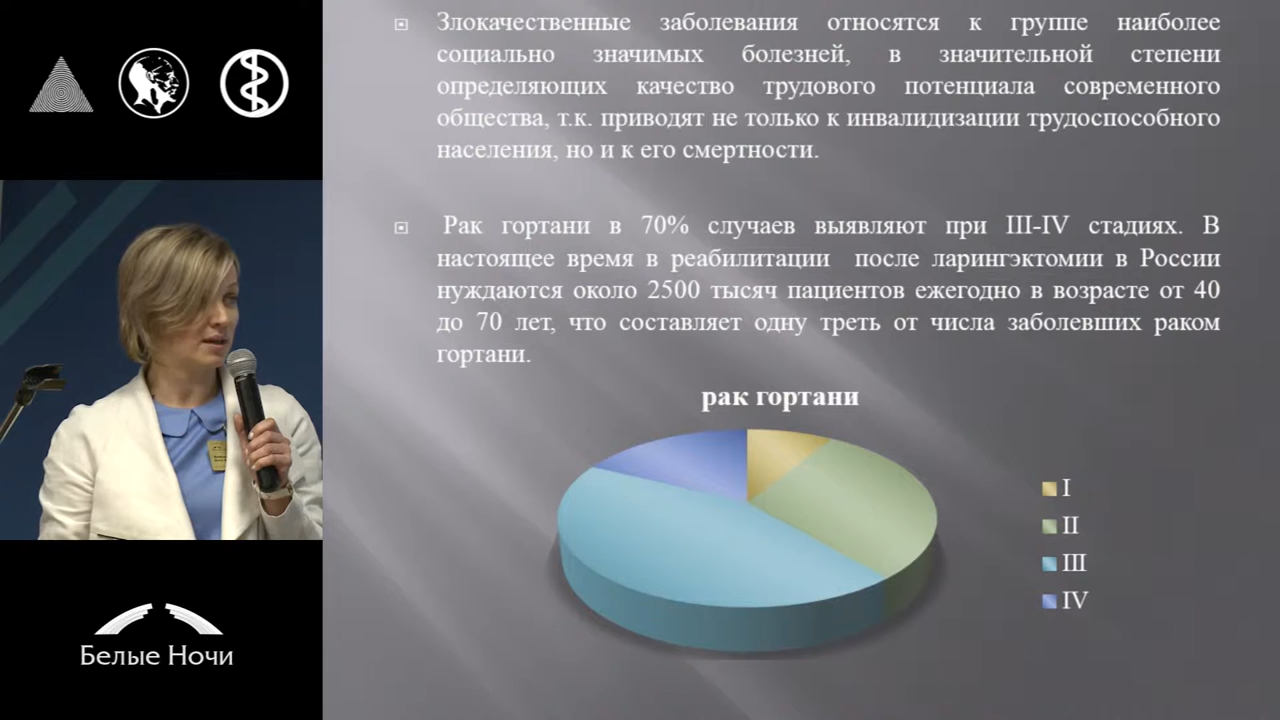 Злокачественные заболевания относятся к группе наиболее
социально значимых болезней, в значительной степени
определяющих качество трудового потенциала современного
общества, т.к. приводят не только к инвалидизации трудоспособного
населения, но и к его смертности.
Рак гортани в 70% случаев выявляют при III-IV стадиях. В
настоящее время в реабилитации после ларингэктомии в России
нуждаются около 2500 тысяч пациентов ежегодно в возрасте от 40
до 70 лет, что составляет одну треть от числа заболевших раком
гортани.
рак гортани
I
II
III
IV
Белые Ночи